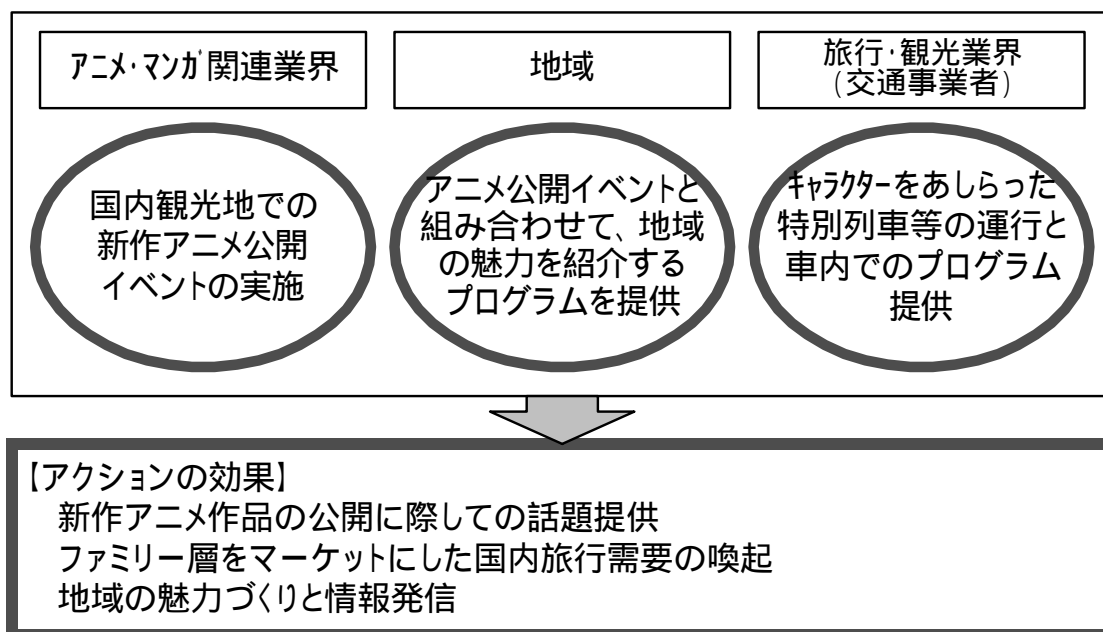 アニメ・マンガ関連業界
地域
旅行・観光業界
(交通事業者)
国内観光地での
新作アニメ公開
イベントの実施
アニメ公開イベントと
組み合わせて、地域
の魅力を紹介する
プログラムを提供
キャラクターをあしらった
特別列車等の運行と
車内でのプログラム
提供
【アクションの効果】
新作アニメ作品の公開に際しての話題提供
ファミリー層をマーケットにした国内旅行需要の喚起
地域の魅力づくりと情報発信